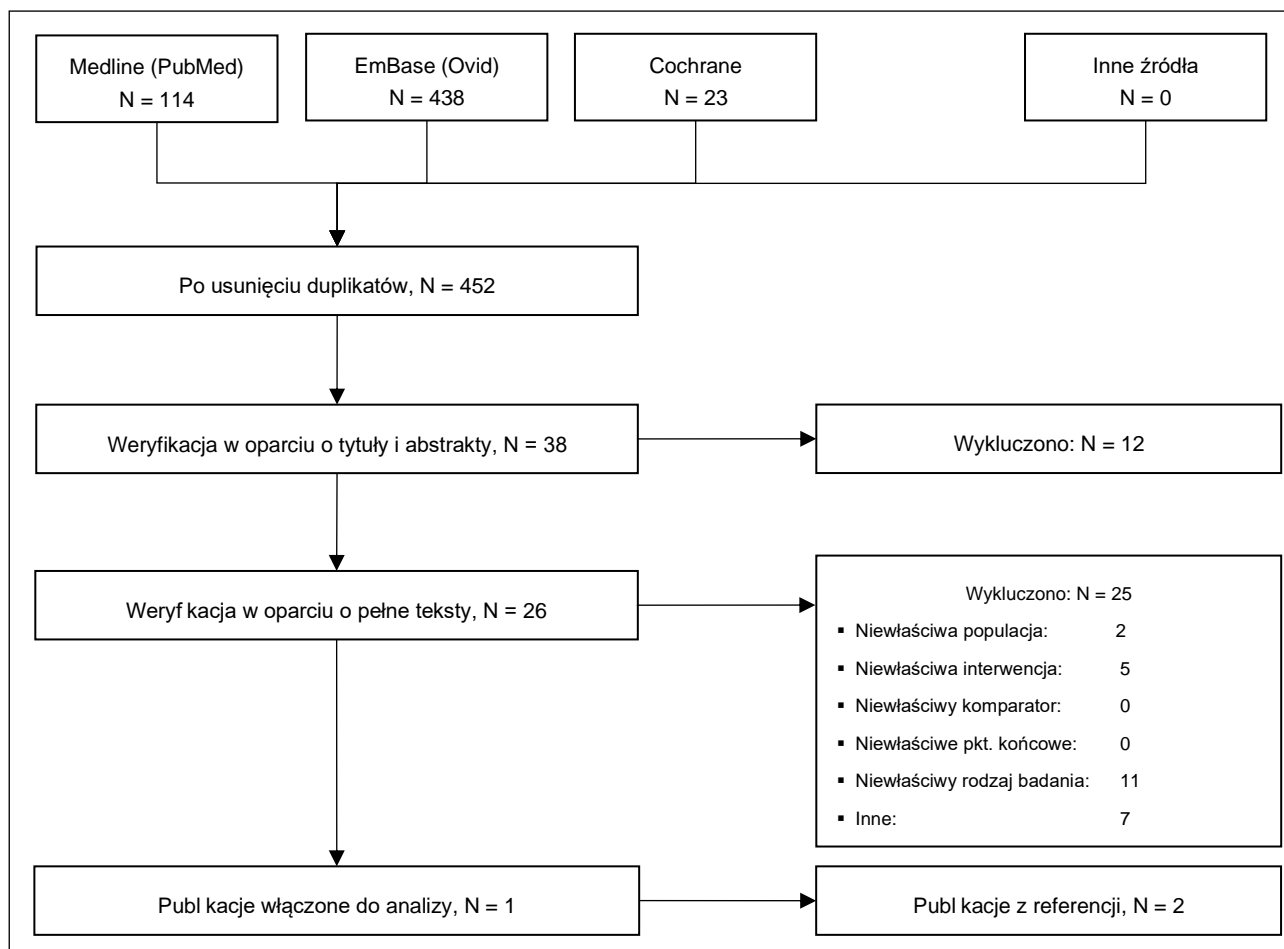 Medline (PubMed)
N = 114
EmBase (Ovid)
N = 438
Cochrane
N = 23
Inne źródła
N = 0
Po usunięciu duplikatów, N = 452
Weryfikacja w oparciu o tytuły i abstrakty, N = 38
Wykluczono: N = 12
Weryf kacja w oparciu o pełne teksty, N = 26
Wykluczono: N = 25
▪ Niewłaściwa populacja: 2
▪ Niewłaściwa interwencja: 5
▪ Niewłaściwy komparator: 0
▪ Niewłaściwe pkt. końcowe: 0
▪ Niewłaściwy rodzaj badania: 11
▪ Inne: 7
Publ kacje włączone do analizy, N = 1
Publ kacje z referencji, N = 2